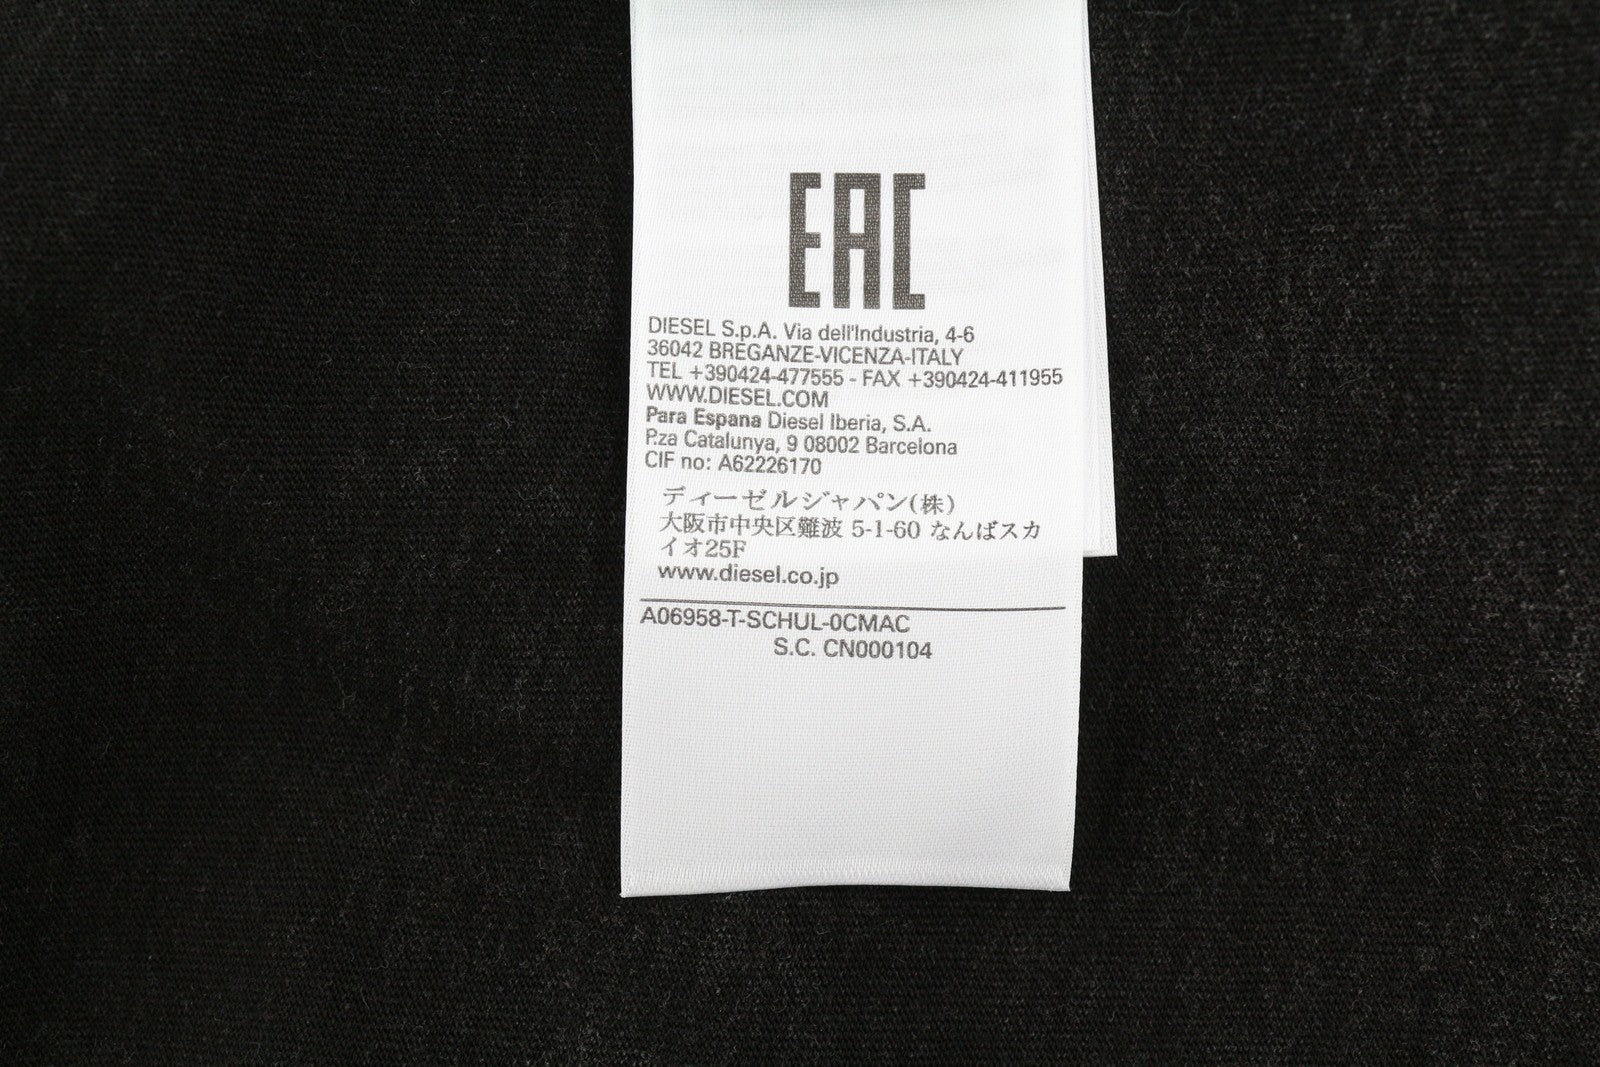 EAC
DIESEL S.p.A. Via dell'Industria, 4-6
36042 BREGANZE-VICENZA-ITALY
TEL +390424-477555 - FAX +390424-411955
WWW.DIESEL.COM
Para Espana Diesel Iberia, S.A.
P.za Catalunya, 9 08002 Barcelona
CIF no: A62226170
ディーゼルジャパン(株)
大阪市中央区難波 5-1-60 なんばスカ
イオ25F
www.diesel.co.jp
A06958-T-SCHUL-0CMAC
S.C. CN000104